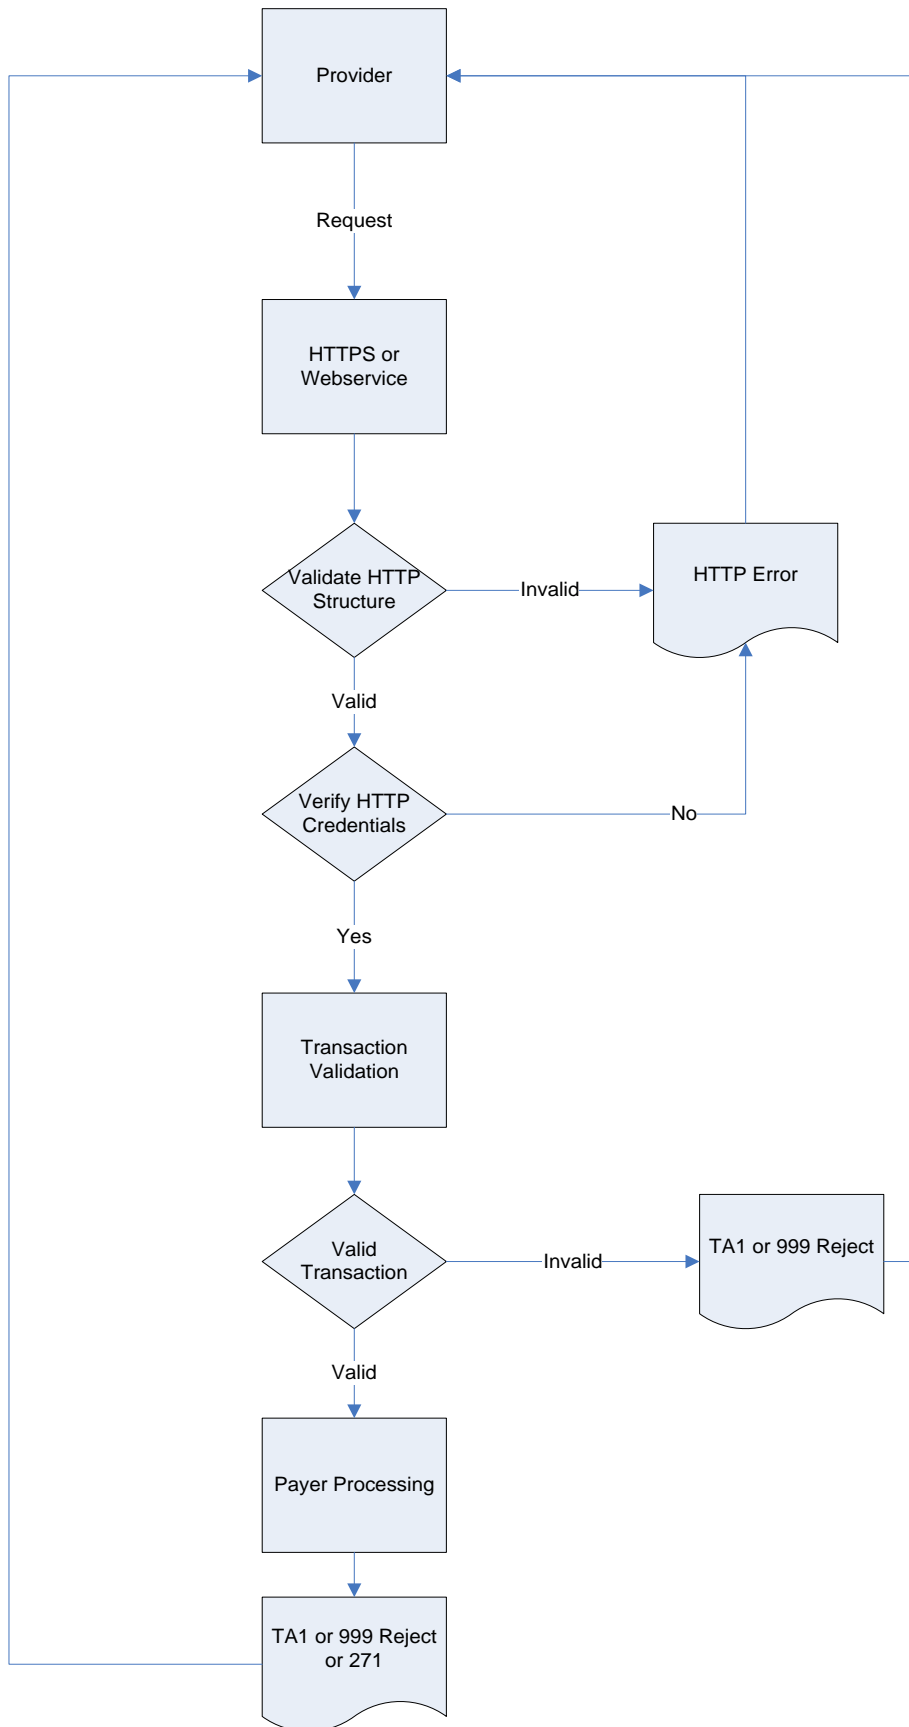 Provider
Request
HTTPS or
Webservice
Validate HTTP
Structure
Invalid
HTTP Error
Valid
Verify HTTP
Credentials
No
Yes
Transaction
Validation
Valid
Transaction
Invalid
TA1 or 999 Reject
Valid
Payer Processing
TA1 or 999 Reject
or 271